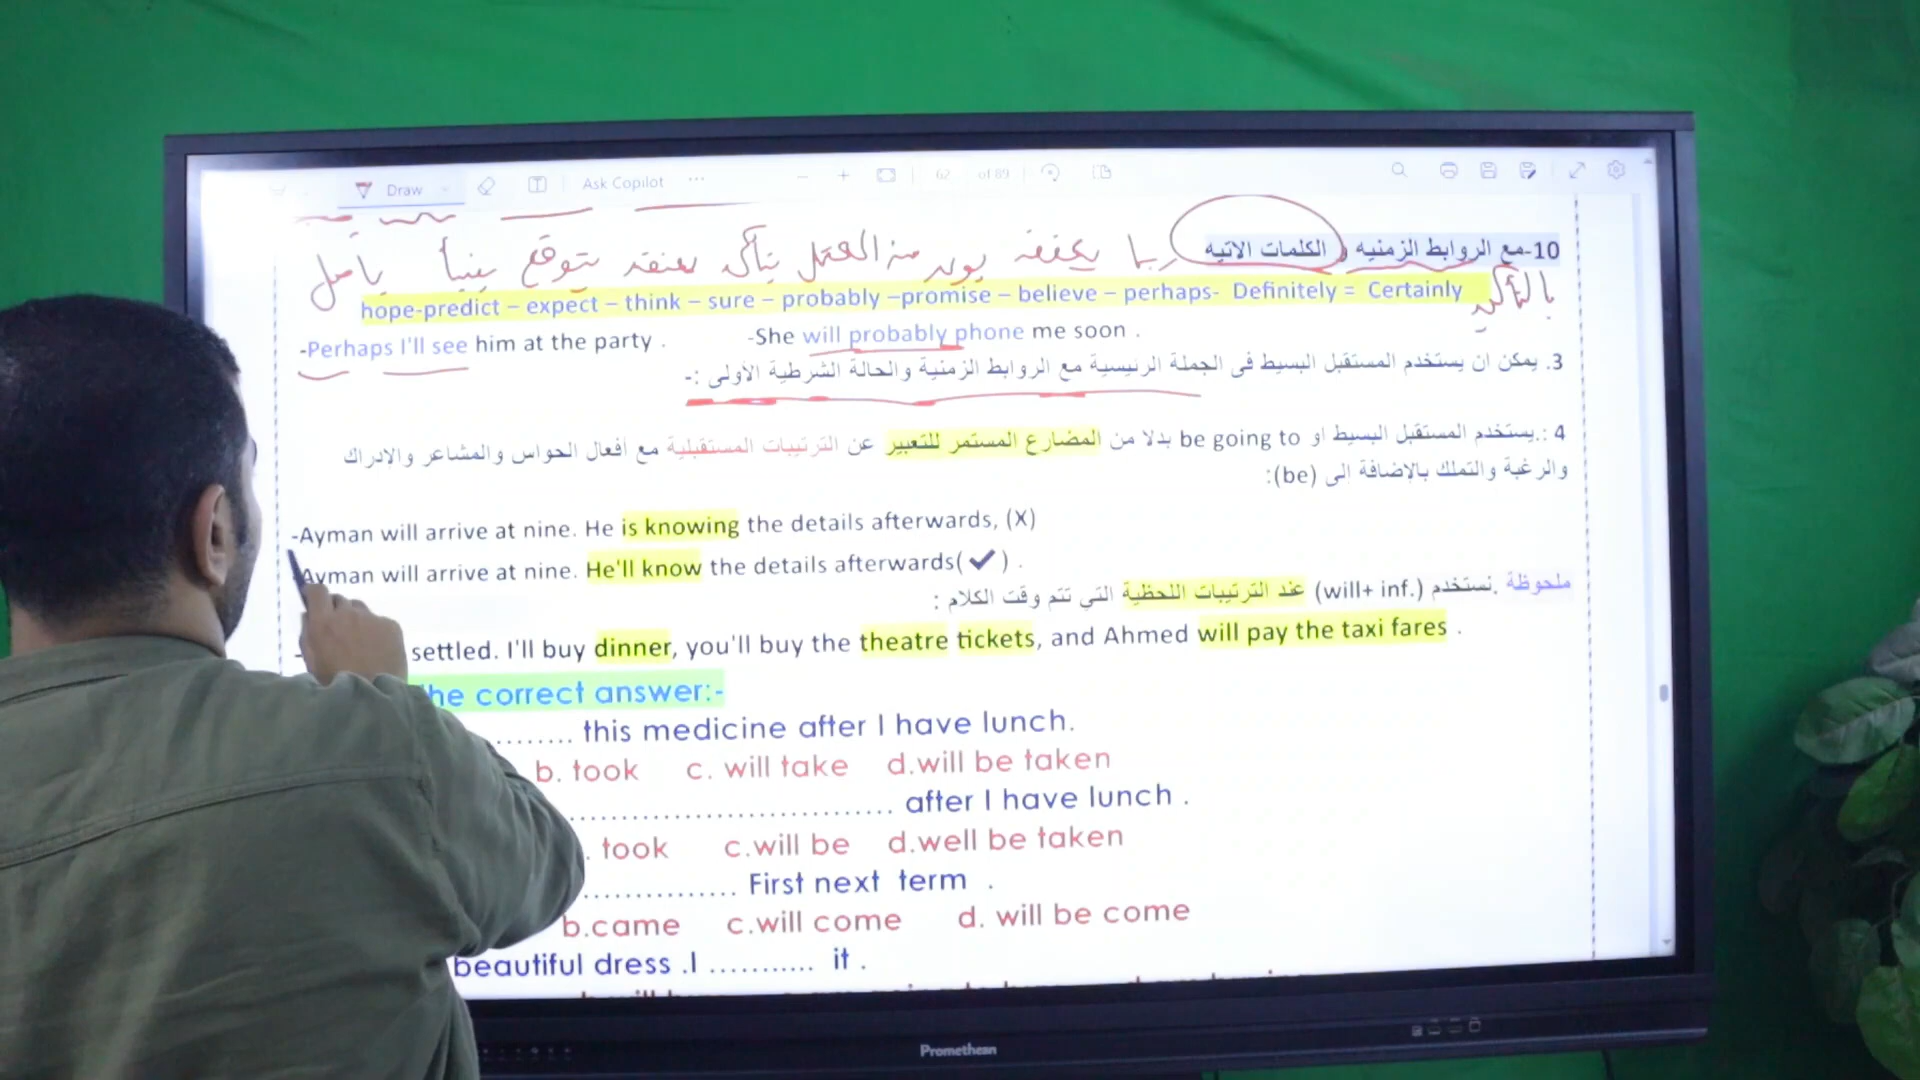 Draw
Ask Copilot
62 of 89
10-مع الروابط الزمنيه و الكلمات الاتيه
يأمل يتنبأ يتوقع يعتقد متأكد من المحتمل يوعد يعتقد ربما
بالتأكيد
hope-predict – expect – think – sure – probably –promise – believe – perhaps- Definitely = Certainly
-Perhaps I'll see him at the party . -She will probably phone me soon .
3. يمكن ان يستخدم المستقبل البسيط فى الجملة الرئيسية مع الروابط الزمنية والحالة الشرطية الأولى :-
4 :.يستخدم المستقبل البسيط او be going to بدلا من المضارع المستمر للتعبير عن الترتيبات المستقبلية مع أفعال الحواس والمشاعر والادراك
والرغبة والتملك بالإضافة إلى (be):
-Ayman will arrive at nine. He is knowing the details afterwards, (X)
-Ayman will arrive at nine. He'll know the details afterwards(✓) .
ملحوظة .نستخدم (will+ inf.) عند الترتيبات اللحظية التي تتم وقت الكلام :
settled. I'll buy dinner, you'll buy the theatre tickets, and Ahmed will pay the taxi fares .
the correct answer:-
........ this medicine after I have lunch.
b. took c. will take d.will be taken
.............................. after I have lunch .
. took c.will be d.well be taken
............... First next term .
b.came c.will come d. will be come
beautiful dress .I ........... it .
Promethean